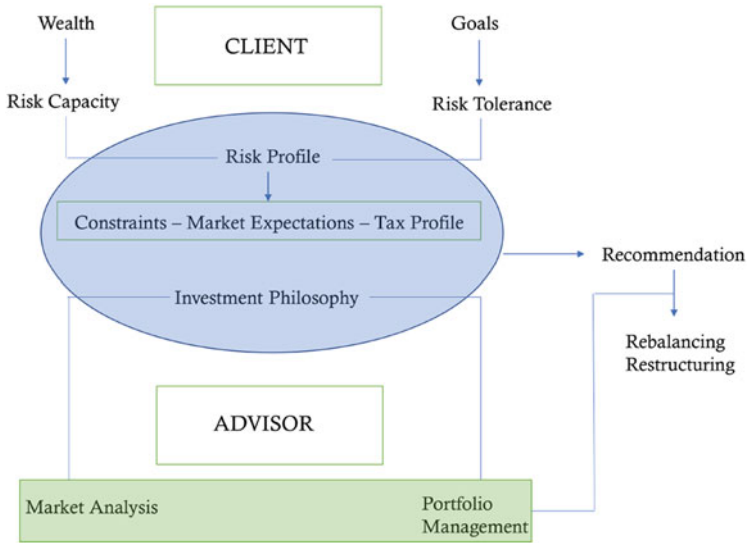 Wealth
CLIENT
Goals
Risk Capacity
Risk Tolerance
Risk Profile
Constraints – Market Expectations – Tax Profile
Recommendation
Investment Philosophy
Rebalancing
Restructuring
ADVISOR
Market Analysis
Portfolio
Management